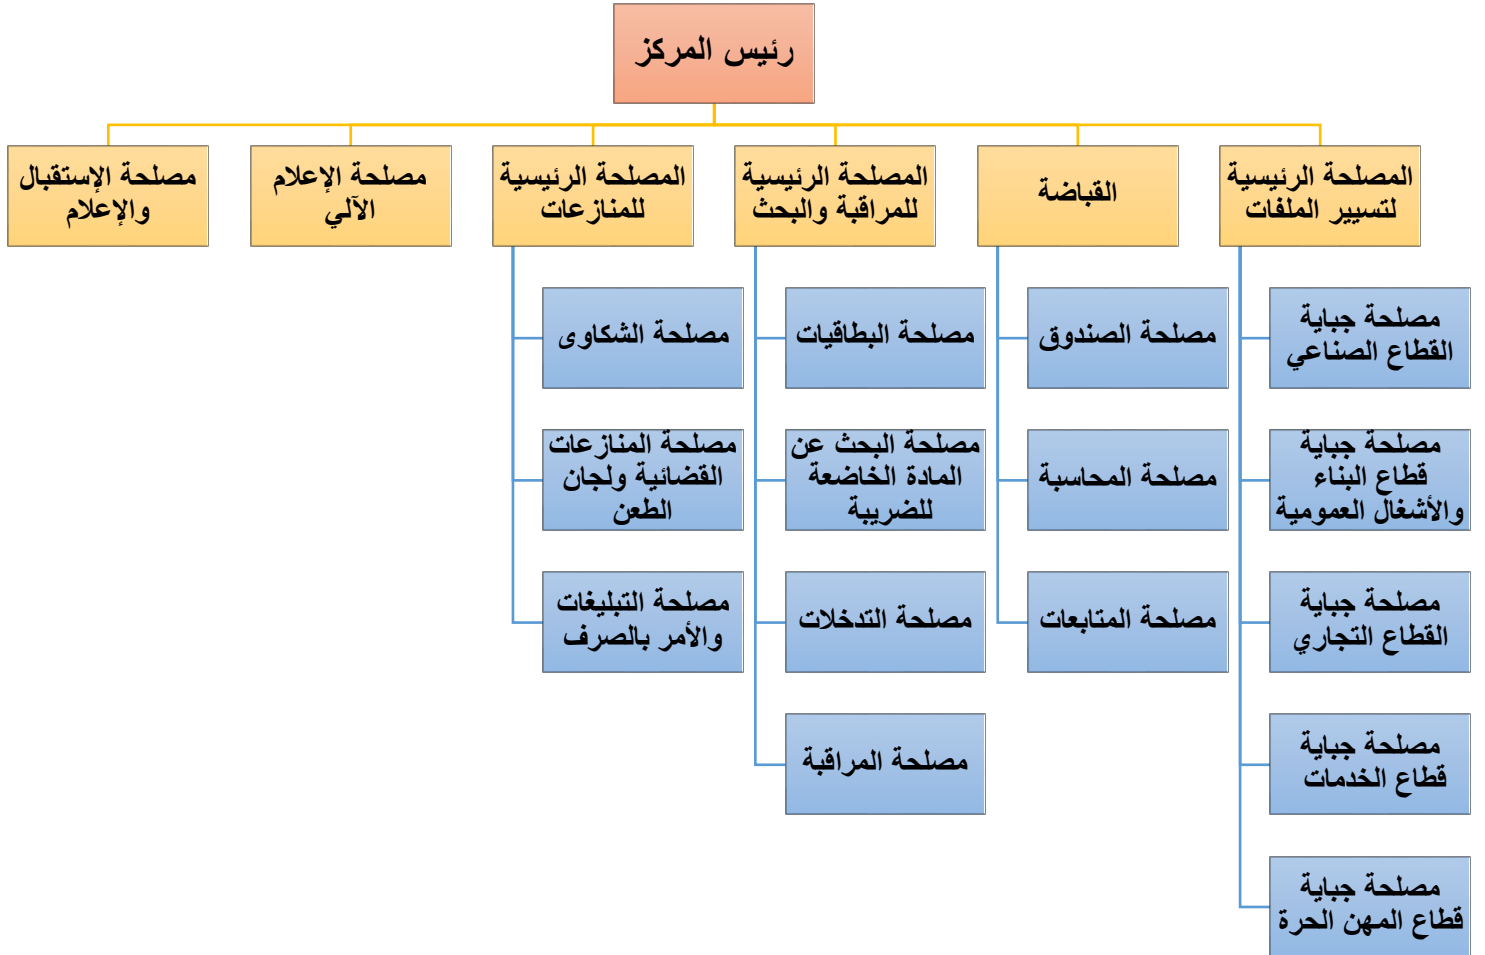 رئيس المركز
المصلحة الرئيسية
لتسيير الملفات
القباضة
المصلحة الرئيسية
للمراقبة والبحث
المصلحة الرئيسية
للمنازعات
مصلحة الإعلام
الآلي
مصلحة الإستقبال
والإعلام
مصلحة جباية
القطاع الصناعي
مصلحة جباية
قطاع البناء
والأشغال العمومية
مصلحة جباية
القطاع التجاري
مصلحة جباية
قطاع الخدمات
مصلحة جباية
قطاع المهن الحرة
مصلحة الصندوق
مصلحة المحاسبة
مصلحة المتابعات
مصلحة البطاقيات
مصلحة البحث عن
المادة الخاضعة
للضريبة
مصلحة التدخلات
مصلحة المراقبة
مصلحة الشكاوى
مصلحة المنازعات
القضائية ولجان
الطعن
مصلحة التبليغات
والأمر بالصرف